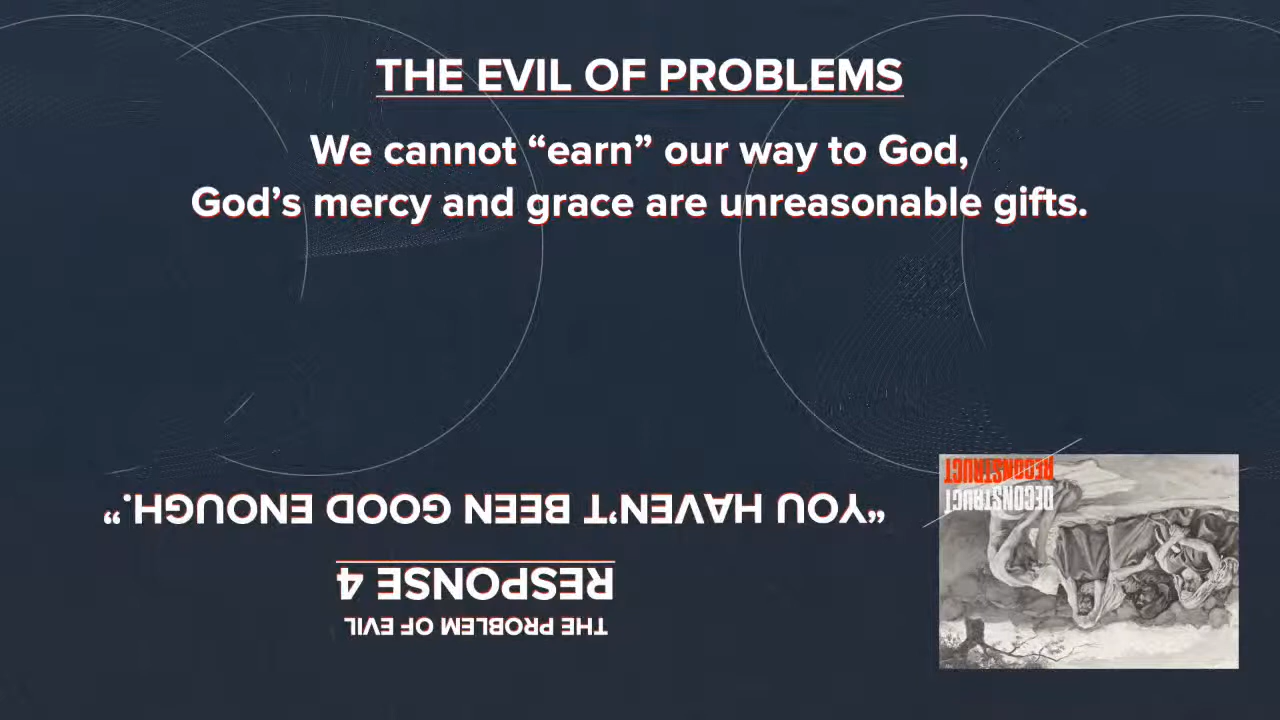 THE EVIL OF PROBLEMS
We cannot “earn” our way to God,
God’s mercy and grace are unreasonable gifts.
THE PROBLEM OF EVIL
RESPONSE 4
“YOU HAVEN’T BEEN GOOD ENOUGH.”
DECONSTRUCT
RECONSTRUCT